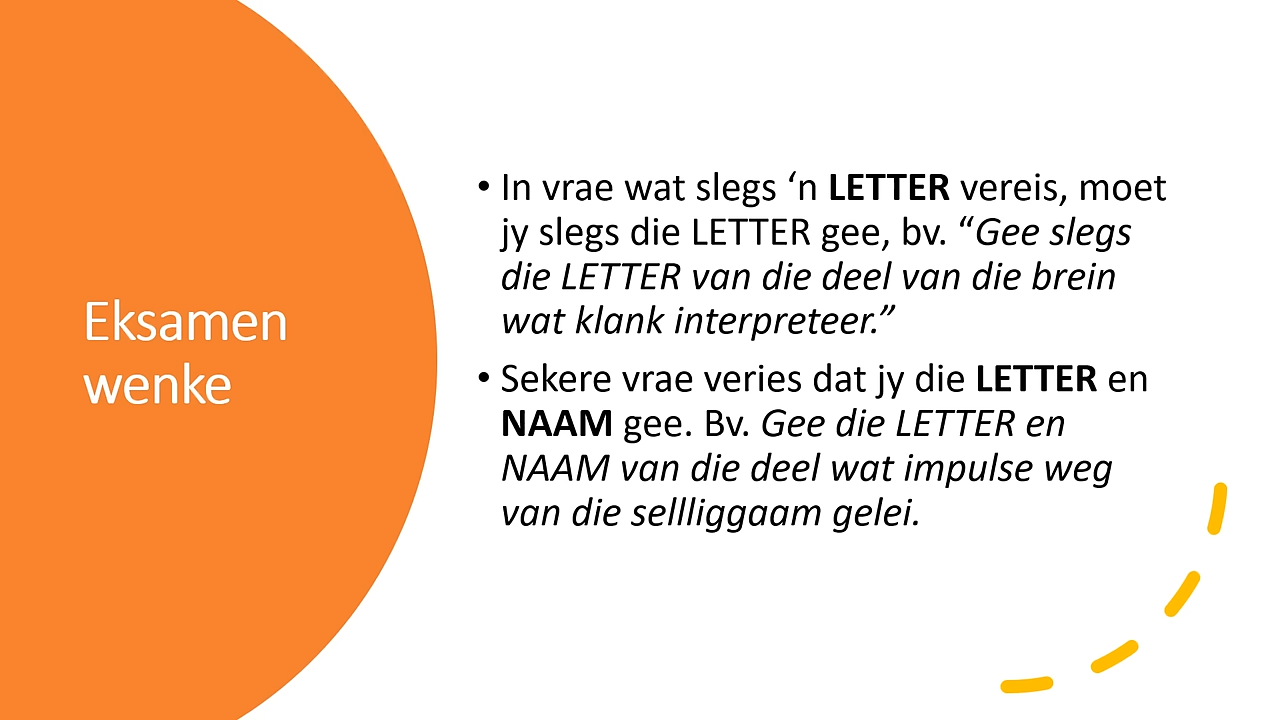 Eksamen
wenke
• In vrae wat slegs ‘n LETTER vereis, moet
jy slegs die LETTER gee, bv. “Gee slegs
die LETTER van die deel van die brein
wat klank interpreteer.”
• Sekere vrae veries dat jy die LETTER en
NAAM gee. Bv. Gee die LETTER en
NAAM van die deel wat impulse weg
van die sellliggaam gelei.